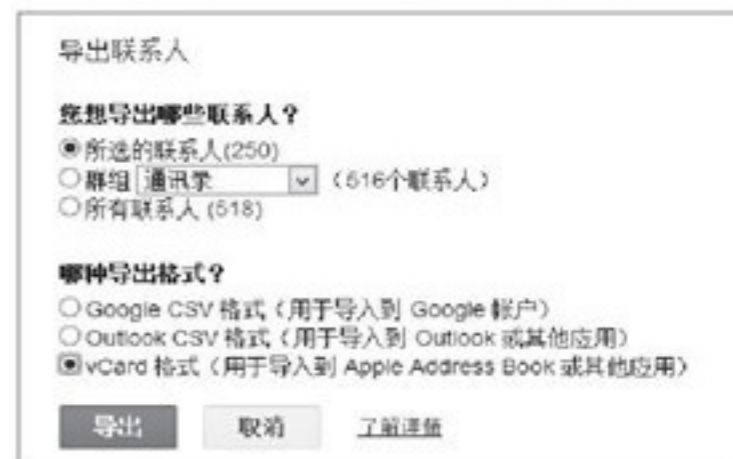 导出联系人
您想导出哪些联系人？
所选的联系人(250)
群组 通讯录 （516个联系人）
所有联系人 (518)
哪种导出格式？
Google CSV 格式（用于导入到 Google 帐户）
Outlook CSV 格式（用于导入到 Outlook 或其他应用）
vCard 格式（用于导入到 Apple Address Book 或其他应用）
导出 取消 了解详情